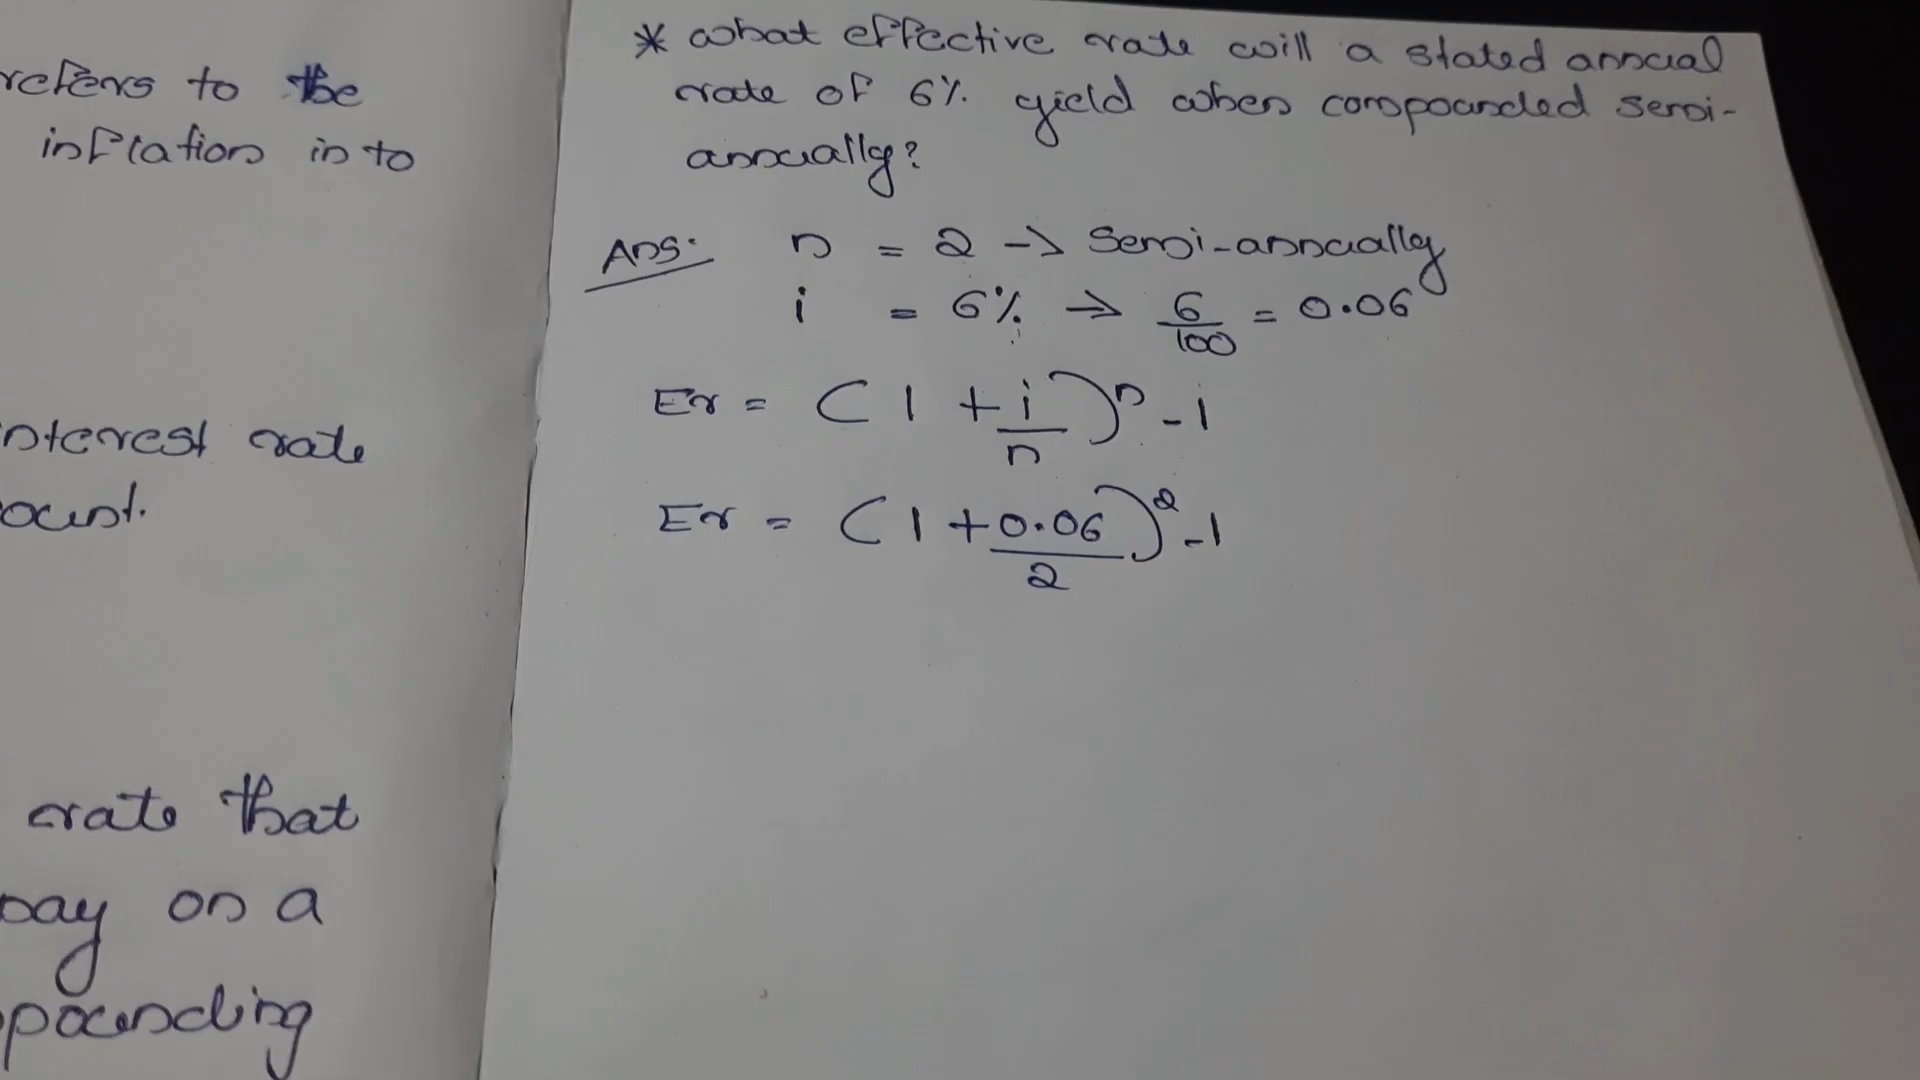 refers to the
inflation in to
interest rate
rate that
pay on a
pounding
* what effective rate will a stated annual
rate of 6% yield when compounded semi-
annually?
Ans: n = 2 -> Semi-annually
i = 6% => 6/100 = 0.06
Er = (1 + i/n)^n - 1
Er = (1 + 0.06/2)^2 - 1